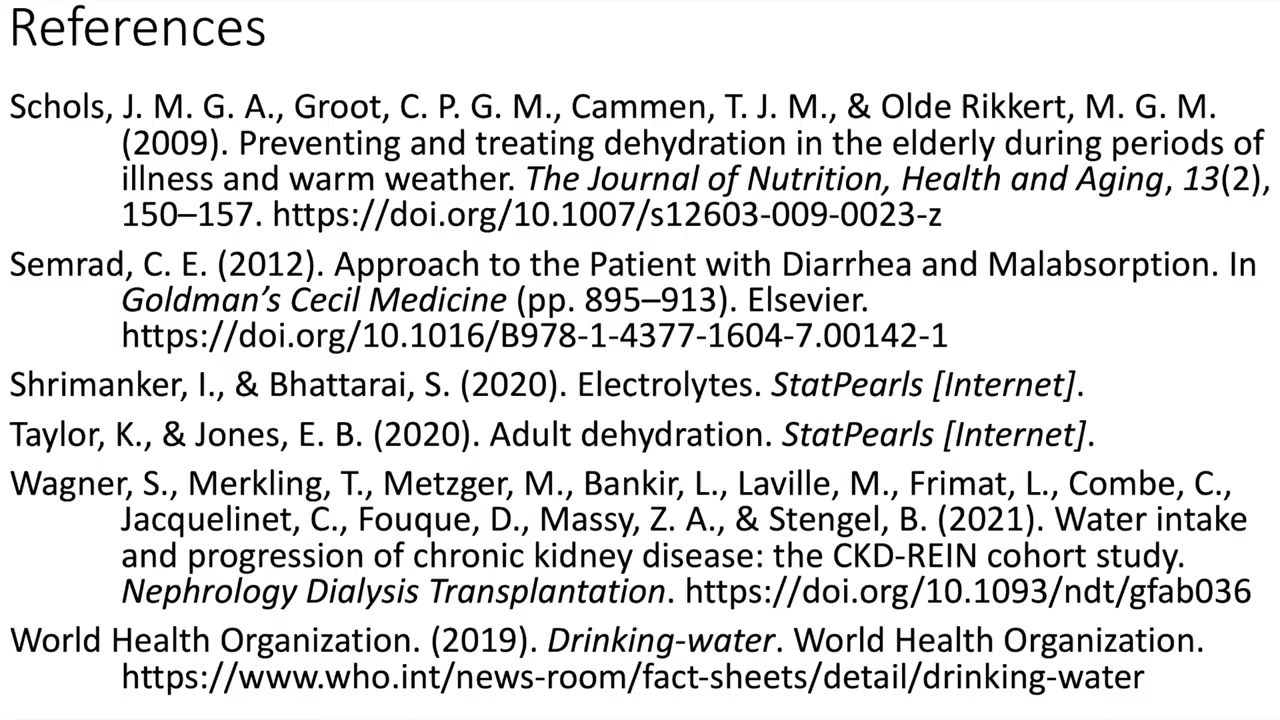 References
Schols, J. M. G. A., Groot, C. P. G. M., Cammen, T. J. M., & Olde Rikkert, M. G. M.
(2009). Preventing and treating dehydration in the elderly during periods of
illness and warm weather. The Journal of Nutrition, Health and Aging, 13(2),
150–157. https://doi.org/10.1007/s12603-009-0023-z
Semrad, C. E. (2012). Approach to the Patient with Diarrhea and Malabsorption. In
Goldman’s Cecil Medicine (pp. 895–913). Elsevier.
https://doi.org/10.1016/B978-1-4377-1604-7.00142-1
Shrimanker, I., & Bhattarai, S. (2020). Electrolytes. StatPearls [Internet].
Taylor, K., & Jones, E. B. (2020). Adult dehydration. StatPearls [Internet].
Wagner, S., Merkling, T., Metzger, M., Bankir, L., Laville, M., Frimat, L., Combe, C.,
Jacquelinet, C., Fouque, D., Massy, Z. A., & Stengel, B. (2021). Water intake
and progression of chronic kidney disease: the CKD-REIN cohort study.
Nephrology Dialysis Transplantation. https://doi.org/10.1093/ndt/gfab036
World Health Organization. (2019). Drinking-water. World Health Organization.
https://www.who.int/news-room/fact-sheets/detail/drinking-water